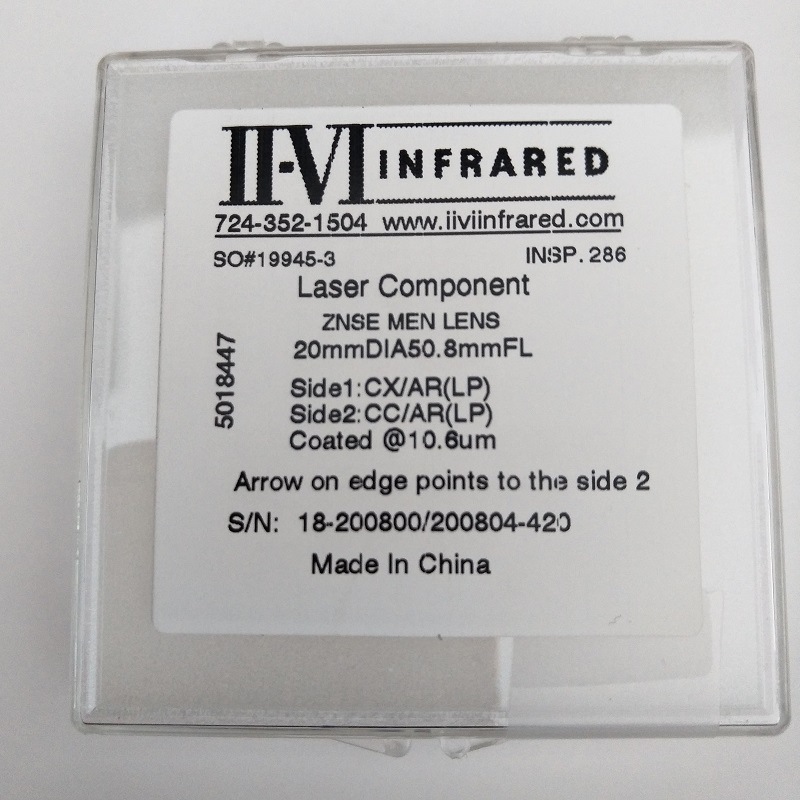 II-VI INFRARED
724-352-1504 www.iiviinfrared.com
SO#19945-3 INSP. 286
Laser Component
ZNSE MEN LENS
20mmDIA50.8mmFL
5018447
Side1:CX/AR(LP)
Side2:CC/AR(LP)
Coated @10.6um
Arrow on edge points to the side 2
S/N: 18-200800/200804-420
Made In China